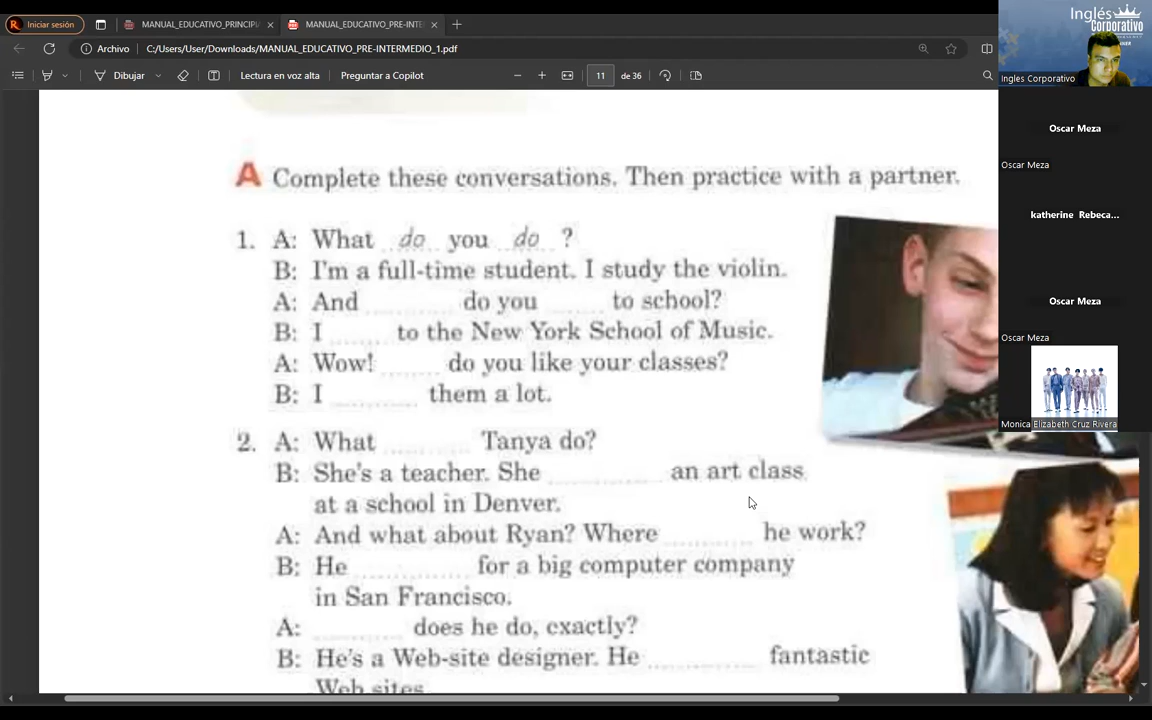 Iniciar sesión
MANUAL_EDUCATIVO_PRINCIPI
MANUAL_EDUCATIVO_PRE-INTER
Archivo
C:/Users/User/Downloads/MANUAL_EDUCATIVO_PRE-INTERMEDIO_1.pdf
Dibujar
Lectura en voz alta
Preguntar a Copilot
11
de 36
Inglés
Corporativo
Ingles Corporativo
Oscar Meza
Oscar Meza
katherine Rebeca...
Oscar Meza
Oscar Meza
Monica Elizabeth Cruz Rivera
A Complete these conversations. Then practice with a partner.
1. A: What do you do ?
B: I'm a full-time student. I study the violin.
A: And ......... do you ......... to school?
B: I ......... to the New York School of Music.
A: Wow! ......... do you like your classes?
B: I ......... them a lot.
2. A: What ......... Tanya do?
B: She's a teacher. She ......... an art class
at a school in Denver.
A: And what about Ryan? Where ......... he work?
B: He ......... for a big computer company
in San Francisco.
A: ......... does he do, exactly?
B: He's a Web-site designer. He ......... fantastic
Web sites.